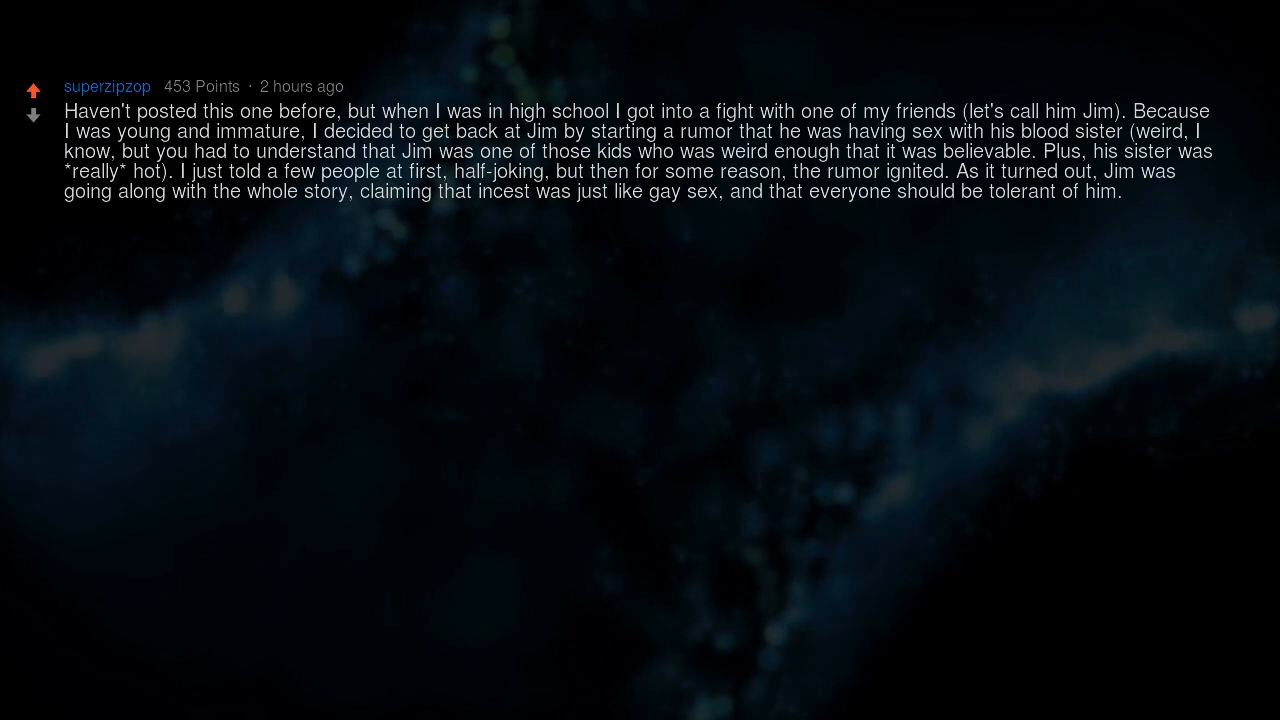 superzipzop 453 Points · 2 hours ago
Haven't posted this one before, but when I was in high school I got into a fight with one of my friends (let's call him Jim). Because
I was young and immature, I decided to get back at Jim by starting a rumor that he was having sex with his blood sister (weird, I
know, but you had to understand that Jim was one of those kids who was weird enough that it was believable. Plus, his sister was
*really* hot). I just told a few people at first, half-joking, but then for some reason, the rumor ignited. As it turned out, Jim was
going along with the whole story, claiming that incest was just like gay sex, and that everyone should be tolerant of him.